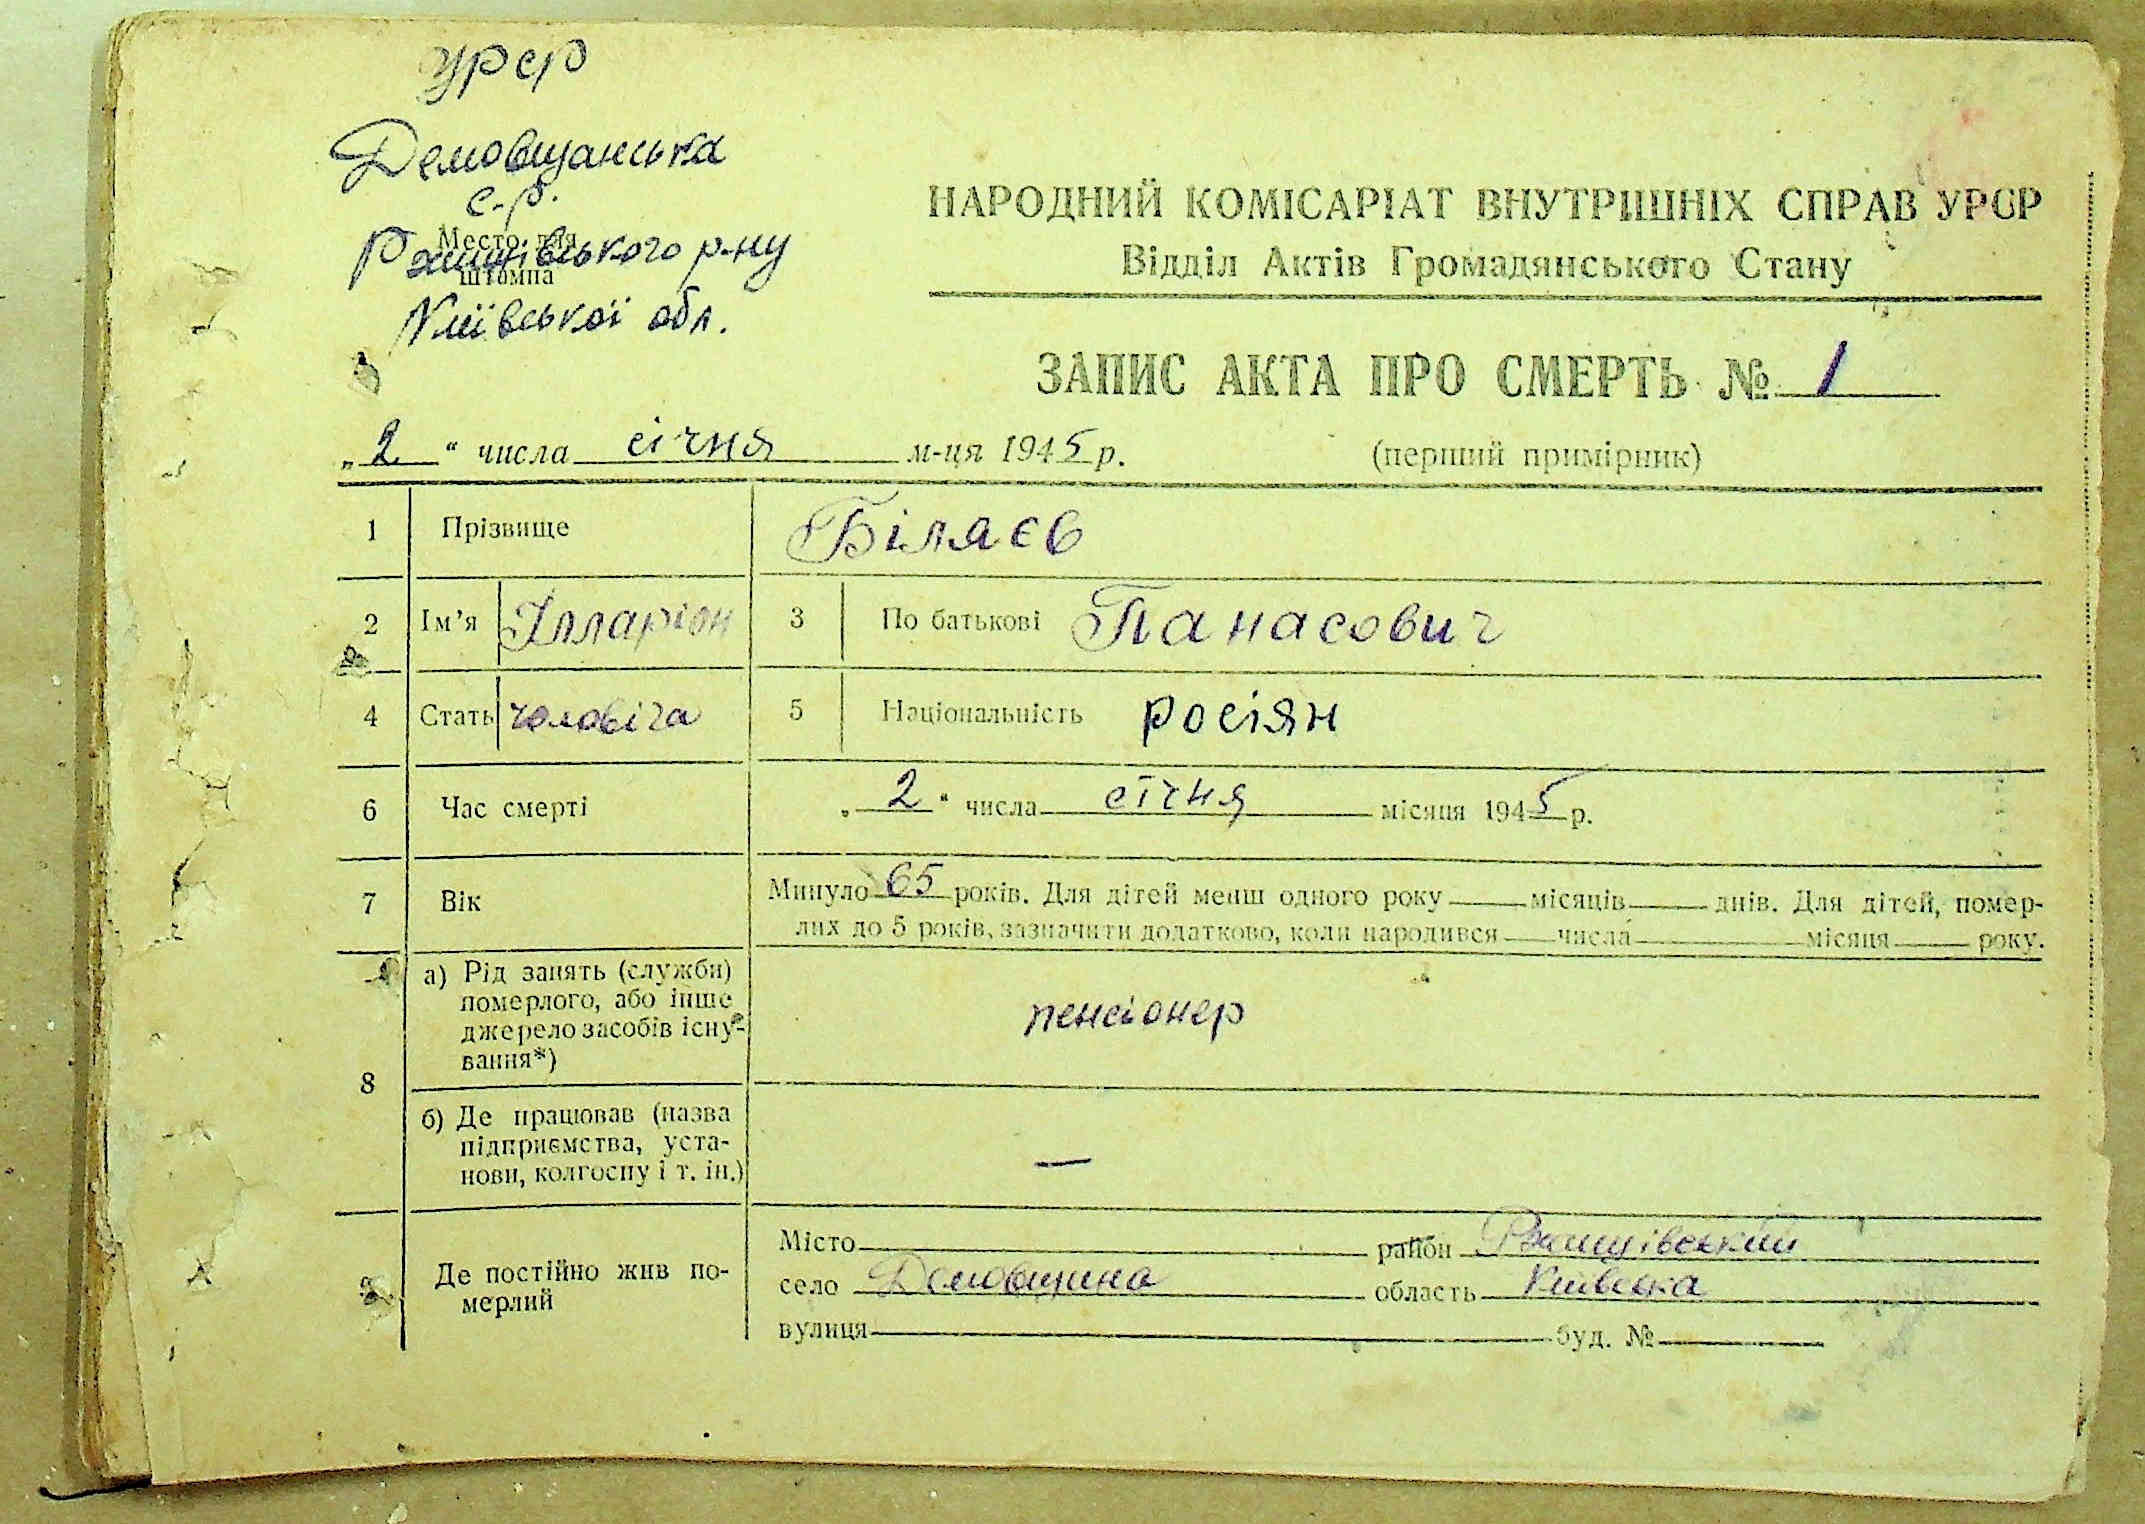 УРСР
Демовщанська
с-р.
Место для
штампа
Ржищівського р-ну
Київської обл.
НАРОДНИЙ КОМІСАРІАТ ВНУТРІШНІХ СПРАВ УРСР
Відділ Актів Громадянського Стану
ЗАПИС АКТА ПРО СМЕРТЬ № 1
„2“ числа січня м-ця 1945 р. (перший примірник)
1 Прізвище Біляєв
2 Ім'яІлларіон 3 По батькові Панасович
4 Стать чоловіча 5 Національність росіян
6 Час смерті „2“ числа січня місяця 1945 р.
7 Вік Минуло 65 років. Для дітей менш одного року місяців днів. Для дітей, помер-
лих до 5 років, зазначити додатково, коли народився числа місяця року.
8 а) Рід занять (служби)
померлого, або інше
джерело засобів існу-
вання*) пенсіонер
б) Де працював (назва
підприємства, уста-
нови, колгоспу і т. ін.) —
9 Де постійно жив по-
мерлий
Місто район Ржищівський
село Демовщина область Київська
вулиця буд. №